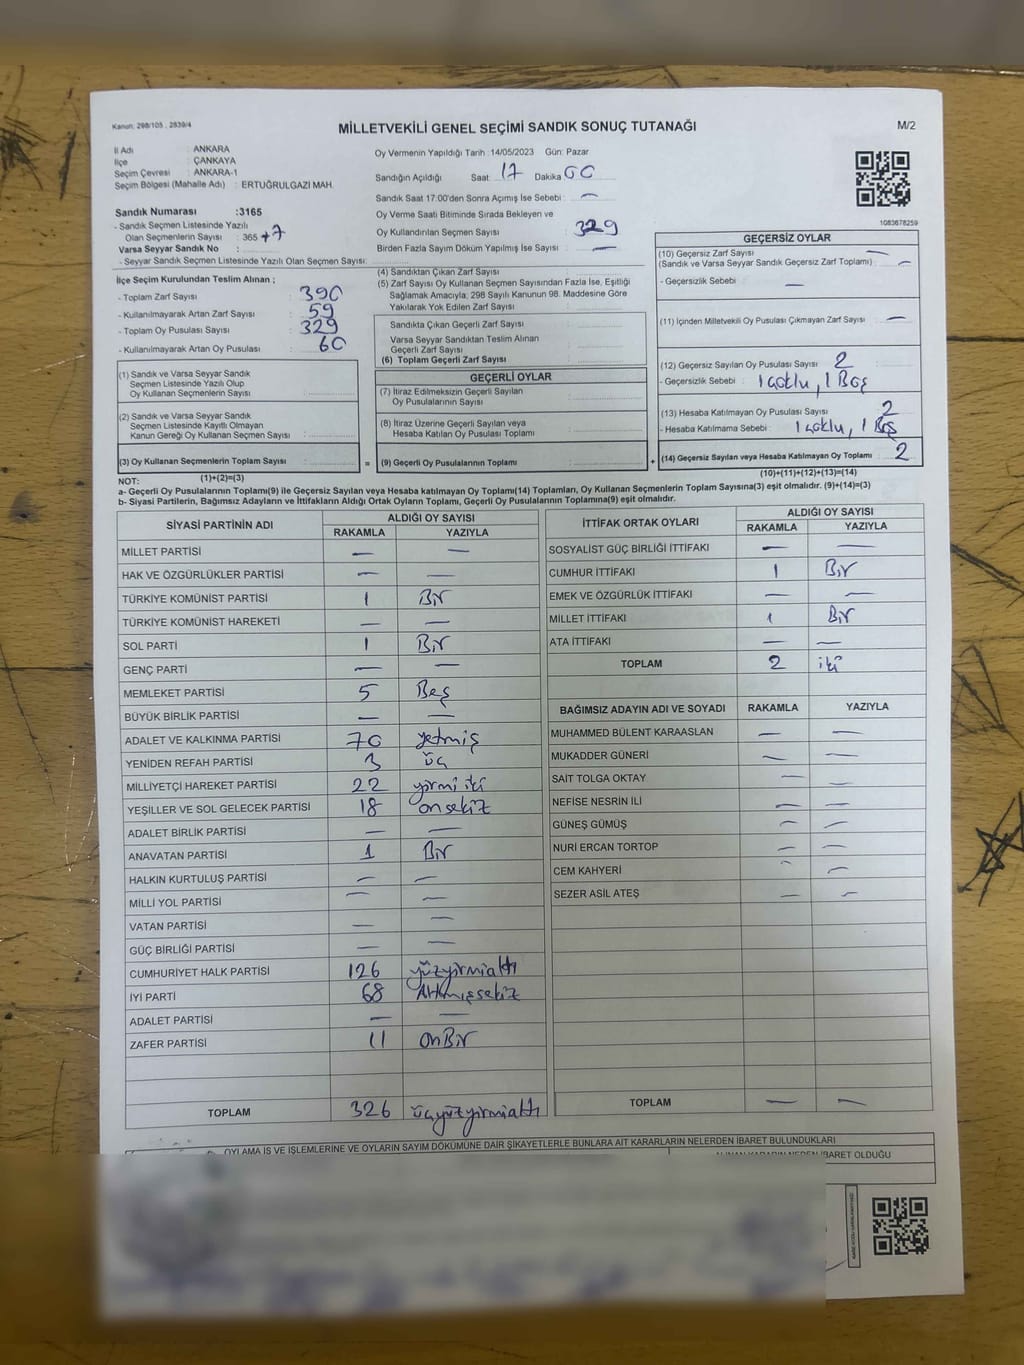 Kanun: 298/105 , 2839/4
MİLLETVEKİLİ GENEL SEÇİMİ SANDIK SONUÇ TUTANAĞI
M/2
İl Adı : ANKARA
İlçe : ÇANKAYA
Seçim Çevresi : ANKARA-1
Seçim Bölgesi (Mahalle Adı) : ERTUĞRULGAZİ MAH.
Sandık Numarası :3165
- Sandık Seçmen Listesinde Yazılı
Olan Seçmenlerin Sayısı : 365 +7
Varsa Seyyar Sandık No :
- Seyyar Sandık Seçmen Listesinde Yazılı Olan Seçmen Sayısı:
Oy Vermenin Yapıldığı Tarih :14/05/2023 Gün: Pazar
Sandığın Açıldığı Saat 17 Dakika 00
Sandık Saat 17:00'den Sonra Açımış İse Sebebi : —
Oy Verme Saati Bitiminde Sırada Bekleyen ve
Oy Kullandırılan Seçmen Sayısı : 329
Birden Fazla Sayım Döküm Yapılmış İse Sayısı : —
1083678259
İlçe Seçim Kurulundan Teslim Alınan ;
- Toplam Zarf Sayısı : 390
- Kullanılmayarak Artan Zarf Sayısı : 59
- Toplam Oy Pusulası Sayısı : 329
- Kullanılmayarak Artan Oy Pusulası : 60
(1) Sandık ve Varsa Seyyar Sandık
Seçmen Listesinde Yazılı Olup
Oy Kullanan Seçmenlerin Sayısı :
(2) Sandık ve Varsa Seyyar Sandık
Seçmen Listesinde Kayıtlı Olmayan
Kanun Gereği Oy Kullanan Seçmen Sayısı :
(3) Oy Kullanan Seçmenlerin Toplam Sayısı :
(1)+(2)=(3)
(4) Sandıktan Çıkan Zarf Sayısı :
(5) Zarf Sayısı Oy Kullanan Seçmen Sayısından Fazla İse, Eşitliği
Sağlamak Amacıyla, 298 Sayılı Kanunun 98. Maddesine Göre
Yakılarak Yok Edilen Zarf Sayısı :
Sandıkta Çıkan Geçerli Zarf Sayısı :
Varsa Seyyar Sandıktan Teslim Alınan
Geçerli Zarf Sayısı :
(6) Toplam Geçerli Zarf Sayısı :
GEÇERLİ OYLAR
(7) İtiraz Edilmeksizin Geçerli Sayılan
Oy Pusulalarının Sayısı :
(8) İtiraz Üzerine Geçerli Sayılan veya
Hesaba Katılan Oy Pusulası Toplamı :
= (9) Geçerli Oy Pusulalarının Toplamı :
GEÇERSİZ OYLAR
(10) Geçersiz Zarf Sayısı —
(Sandık ve Varsa Seyyar Sandık Geçersiz Zarf Toplamı) : —
- Geçersizlik Sebebi : —
(11) İçinden Milletvekili Oy Pusulası Çıkmayan Zarf Sayısı : —
(12) Geçersiz Sayılan Oy Pusulası Sayısı : 2
- Geçersizlik Sebebi : 1 çoklu, 1 Boş
(13) Hesaba Katılmayan Oy Pusulası Sayısı : 2
- Hesaba Katılmama Sebebi : 1 çoklu, 1 Boş
+ (14) Geçersiz Sayılan veya Hesaba Katılmayan Oy Toplamı : 2
(10)+(11)+(12)+(13)=(14)
NOT:
a- Geçerli Oy Pusulalarının Toplamı(9) ile Geçersiz Sayılan veya Hesaba katılmayan Oy Toplamı(14) Toplamları, Oy Kullanan Seçmenlerin Toplam Sayısına(3) eşit olmalıdır. (9)+(14)=(3)
b- Siyasi Partilerin, Bağımsız Adayların ve İttifakların Aldığı Ortak Oyların Toplamı, Geçerli Oy Pusulalarının Toplamına(9) eşit olmalıdır.
SİYASİ PARTİNİN ADI ALDIĞI OY SAYISI
RAKAMLA YAZIYLA
MİLLET PARTİSİ — —
HAK VE ÖZGÜRLÜKLER PARTİSİ — —
TÜRKİYE KOMÜNİST PARTİSİ 1 Bir
TÜRKİYE KOMÜNİST HAREKETİ — —
SOL PARTİ 1 Bir
GENÇ PARTİ — —
MEMLEKET PARTİSİ 5 Beş
BÜYÜK BİRLİK PARTİSİ — —
ADALET VE KALKINMA PARTİSİ 70 yetmiş
YENİDEN REFAH PARTİSİ 3 üç
MİLLİYETÇİ HAREKET PARTİSİ 22 yirmi iki
YEŞİLLER VE SOL GELECEK PARTİSİ 18 onsekiz
ADALET BİRLİK PARTİSİ — —
ANAVATAN PARTİSİ 1 Bir
HALKIN KURTULUŞ PARTİSİ — —
MİLLİ YOL PARTİSİ — —
VATAN PARTİSİ — —
GÜÇ BİRLİĞİ PARTİSİ — —
CUMHURİYET HALK PARTİSİ 126 yüzyirmialtı
İYİ PARTİ 68 Altmışsekiz
ADALET PARTİSİ — —
ZAFER PARTİSİ 11 onBir
TOPLAM 326 üçyüzyirmialtı
İTTİFAK ORTAK OYLARI ALDIĞI OY SAYISI
RAKAMLA YAZIYLA
SOSYALİST GÜÇ BİRLİĞİ İTTİFAKI — —
CUMHUR İTTİFAKI 1 Bir
EMEK VE ÖZGÜRLÜK İTTİFAKI — —
MİLLET İTTİFAKI 1 Bir
ATA İTTİFAKI — —
TOPLAM 2 iki
BAĞIMSIZ ADAYIN ADI VE SOYADI RAKAMLA YAZIYLA
MUHAMMED BÜLENT KARAASLAN — —
MUKADDER GÜNERİ — —
SAİT TOLGA OKTAY — —
NEFİSE NESRİN İLİ — —
GÜNEŞ GÜMÜŞ — —
NURİ ERCAN TORTOP — —
CEM KAHYERİ — —
SEZER ASİL ATEŞ — —
TOPLAM — —
OYLAMA İŞ VE İŞLEMLERİNE VE OYLARIN SAYIM DÖKÜMÜNE DAİR ŞİKAYETLERLE BUNLARA AİT KARARLARIN NELERDEN İBARET BULUNDUKLARI
ALINAN KARARIN NEDEN İBARET OLDUĞU